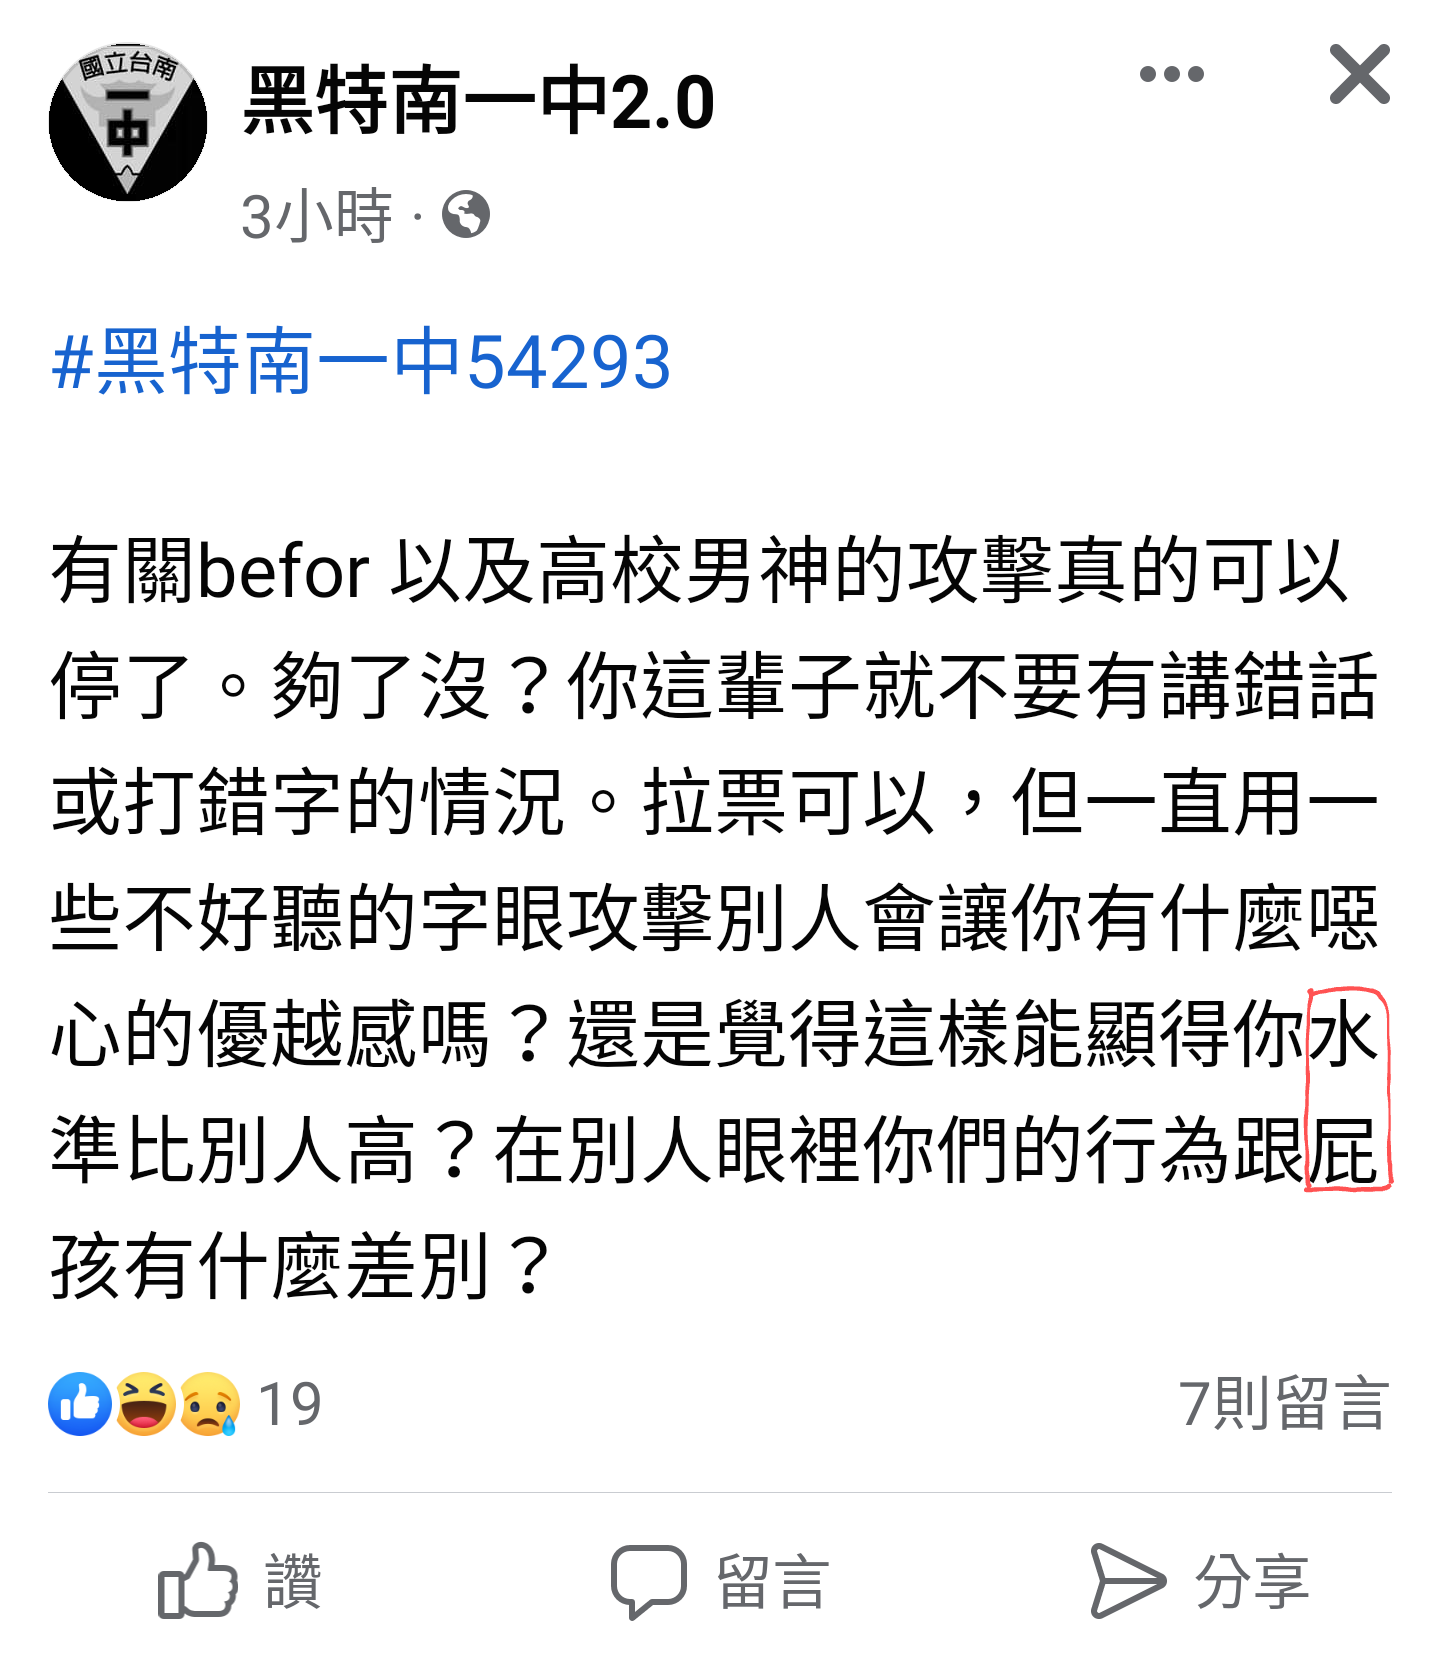 國立台南
一中
黑特南一中2.0
3小時 ·
#黑特南一中54293
有關befor 以及高校男神的攻擊真的可以
停了。夠了沒？你這輩子就不要有講錯話
或打錯字的情況。拉票可以，但一直用一
些不好聽的字眼攻擊別人會讓你有什麼噁
心的優越感嗎？還是覺得這樣能顯得你水
準比別人高？在別人眼裡你們的行為跟屁
孩有什麼差別？
19
7則留言
讚
留言
分享